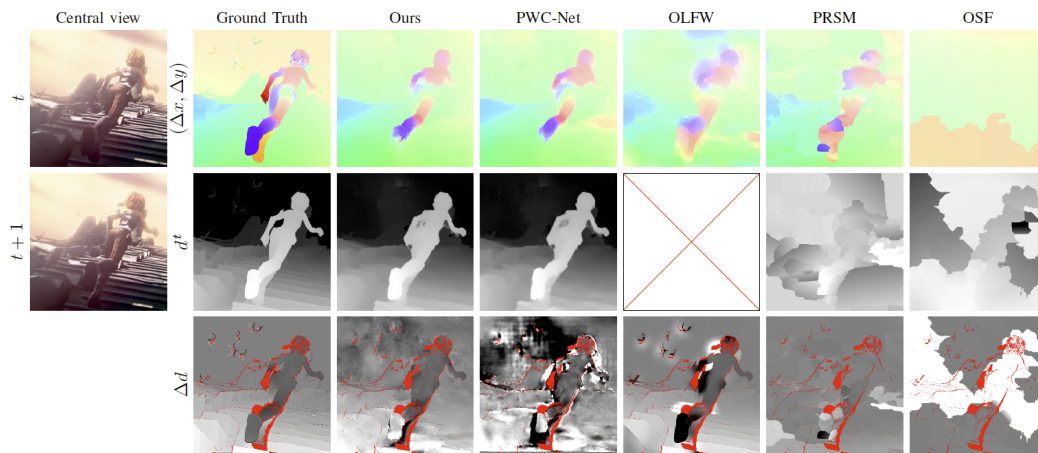 Central view Ground Truth Ours PWC-Net OLFW PRSM OSF
t
(Δx, Δy)
t + 1
d^t
Δd